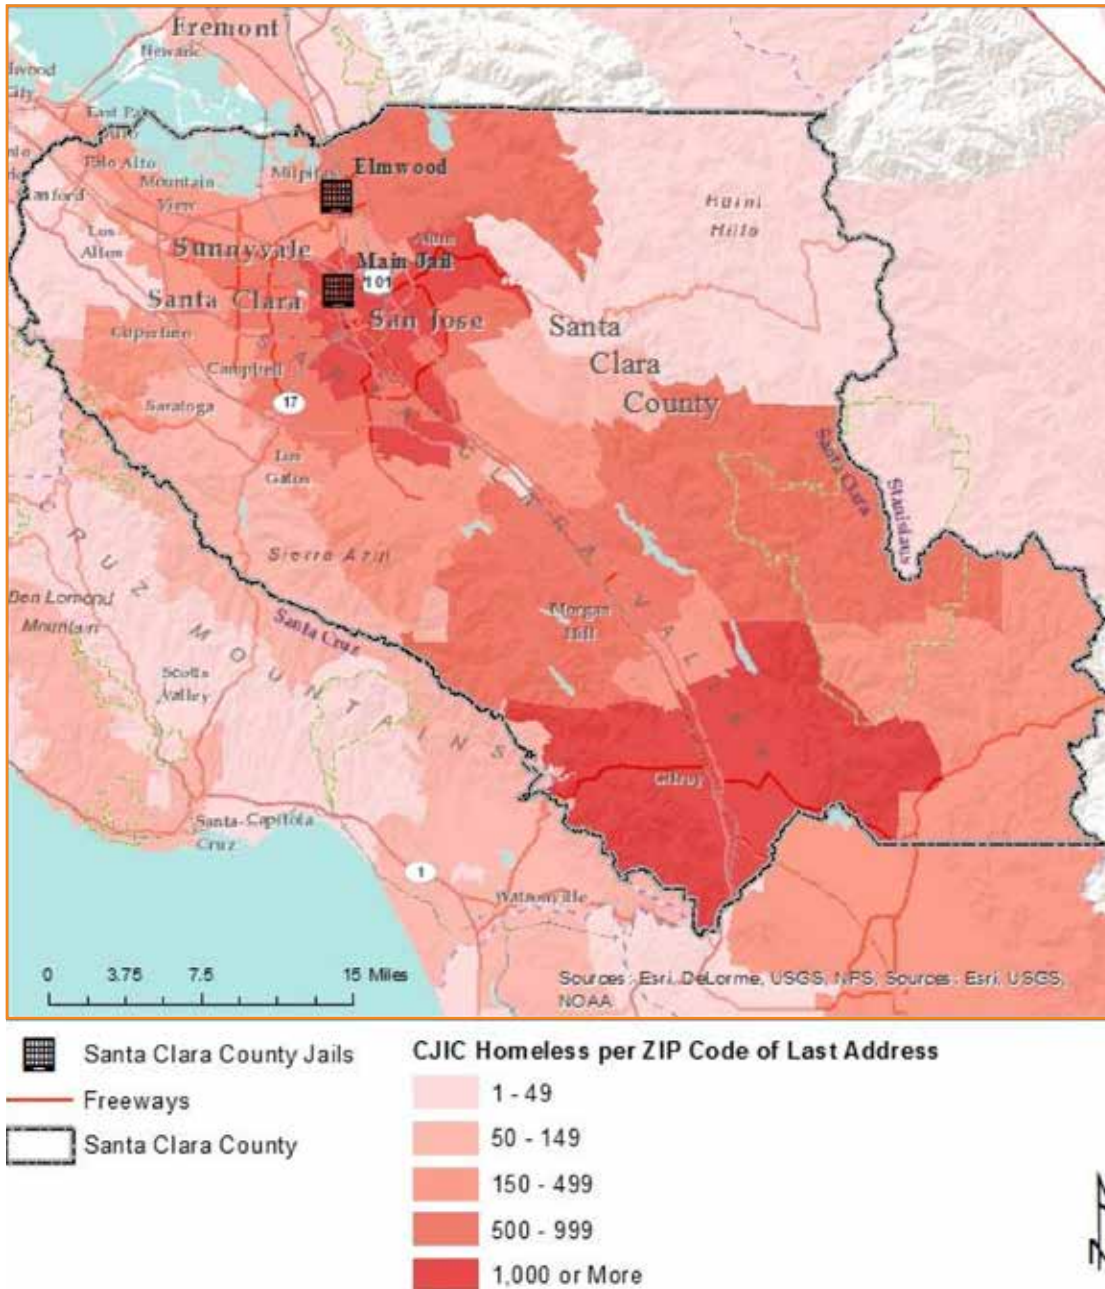 Fremont
Newark
East Palo
Alto
Palo Alto
Mountain
View
Milpitas
Elmwood
Los
Altos
Sunnyvale
Main Jail
101
Santa Clara
San Jose
Cupertino
Campbell
17
Saratoga
Los
Gatos
Santa
Clara
County
Hills
Santa Clara
Stanislaus
Sierra Azul
Santa Cruz
CRUZ MOUNTAINS
Ben Lomond
Mountain
Scotts
Valley
Morgan
Hill
Gilroy
Santa
Cruz
Capitola
1
Watsonville
0 3.75 7.5 15 Miles
Sources: Esri, DeLorme, USGS, NPS, Sources: Esri, USGS,
NOAA
Santa Clara County Jails
Freeways
Santa Clara County
CJIC Homeless per ZIP Code of Last Address
1 - 49
50 - 149
150 - 499
500 - 999
1,000 or More